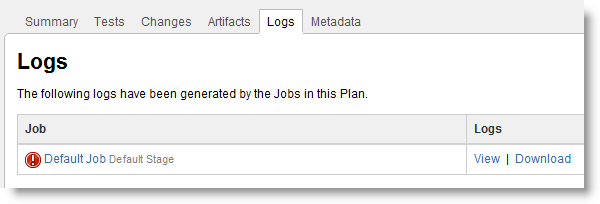 Summary Tests Changes Artifacts Logs Metadata
Logs
The following logs have been generated by the Jobs in this Plan.
Job Logs
Default Job Default Stage View | Download